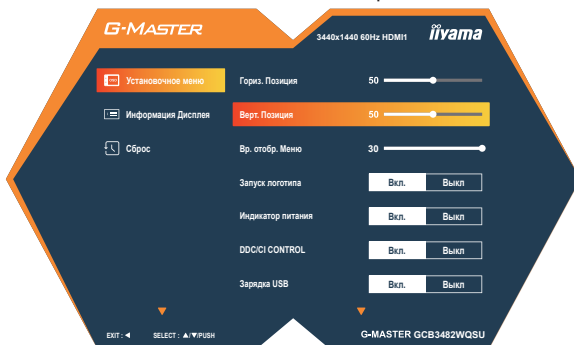 G-MASTER
3440x1440 60Hz HDMI1 iiyama
Установочное меню
Информация Дисплея
Сброс
Гориз. Позиция 50
Верт. Позиция 50
Вр. отобр. Меню 30
Запуск логотипа Вкл. Выкл
Индикатор питания Вкл. Выкл
DDC/CI CONTROL Вкл. Выкл
Зарядка USB Вкл. Выкл
EXIT : ◀ SELECT : ▲/▼/PUSH G-MASTER GCB3482WQSU